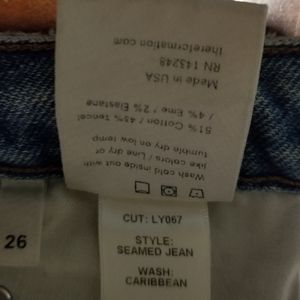 Wash cold inside out with
like colors / Line dry or
tumble dry on low temp
51% Cotton / 43% Tencel
/ 4% Eme / 2% Elastane
Made in USA
RN 143248
thereformation.com
CUT: LY067
STYLE:
SEAMED JEAN
WASH:
CARIBBEAN
26